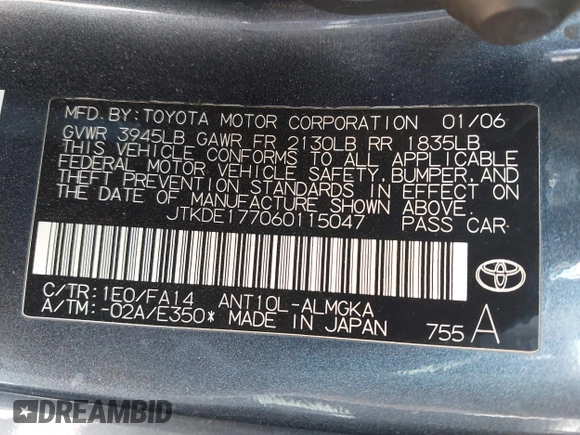 MFD. BY: TOYOTA MOTOR CORPORATION 01/06
GVWR 3945LB GAWR FR 2130LB RR 1835LB
THIS VEHICLE CONFORMS TO ALL APPLICABLE
FEDERAL MOTOR VEHICLE SAFETY, BUMPER, AND
THEFT PREVENTION STANDARDS IN EFFECT ON
THE DATE OF MANUFACTURE SHOWN ABOVE.
JTKDE177060115047 PASS CAR
C/TR: 1E0/FA14 ANT10L-ALMGKA
A/TM: -02A/E350* MADE IN JAPAN 755 A
DREAMBID